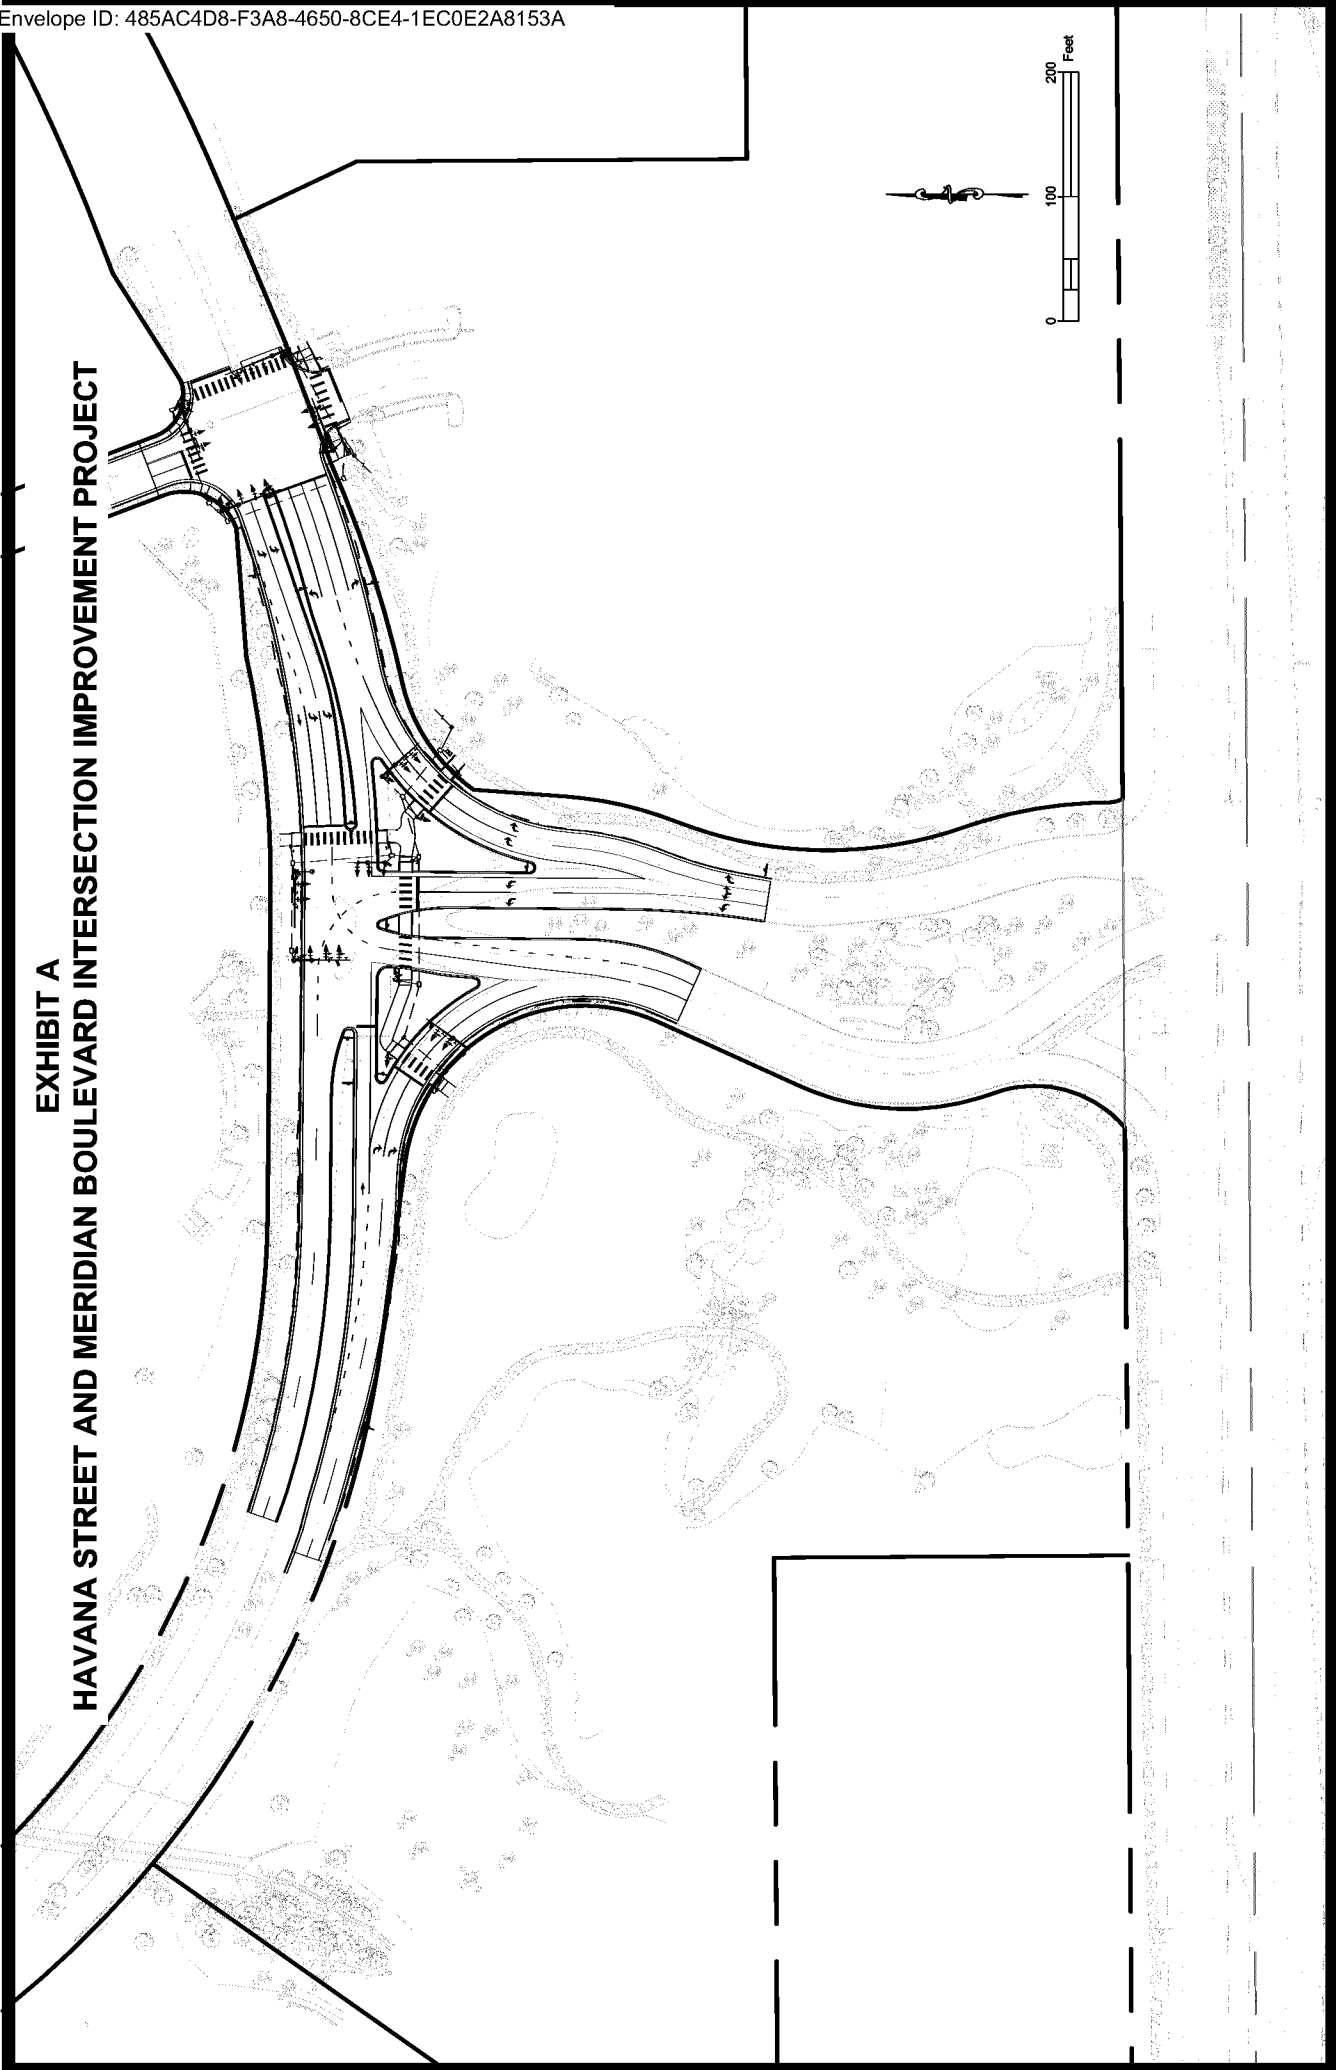 Envelope ID: 485AC4D8-F3A8-4650-8CE4-1EC0E2A8153A
EXHIBIT A
HAVANA STREET AND MERIDIAN BOULEVARD INTERSECTION IMPROVEMENT PROJECT
0 100 200 Feet